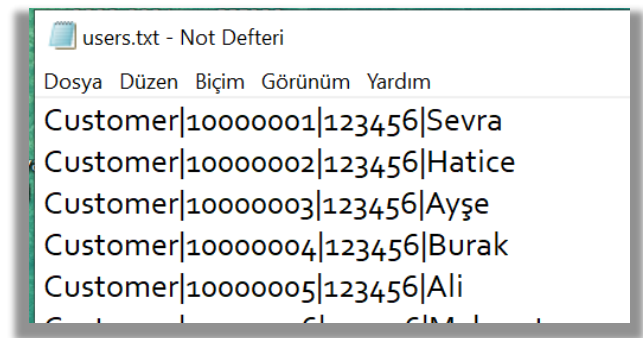 users.txt - Not Defteri
Dosya Düzen Biçim Görünüm Yardım
Customer|10000001|123456|Sevra
Customer|10000002|123456|Hatice
Customer|10000003|123456|Ayşe
Customer|10000004|123456|Burak
Customer|10000005|123456|Ali